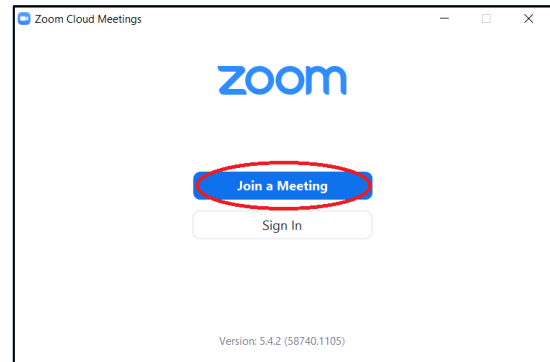 Zoom Cloud Meetings
zoom
Join a Meeting
Sign In
Version: 5.4.2 (58740.1105)